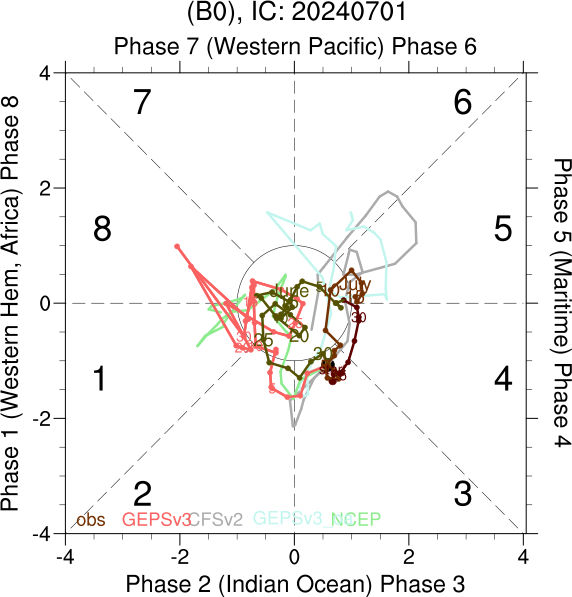 (B0), IC: 20240701
Phase 7 (Western Pacific) Phase 6
Phase 1 (Western Hem, Africa) Phase 8
Phase 5 (Maritime) Phase 4
4
2
0
-2
-4
7
6
8
5
1
4
2
3
June
July
10
20
25
30
obs
GEPSv3
CFSv2
GEPSv3_
NCEP
-4
-2
0
2
4
Phase 2 (Indian Ocean) Phase 3